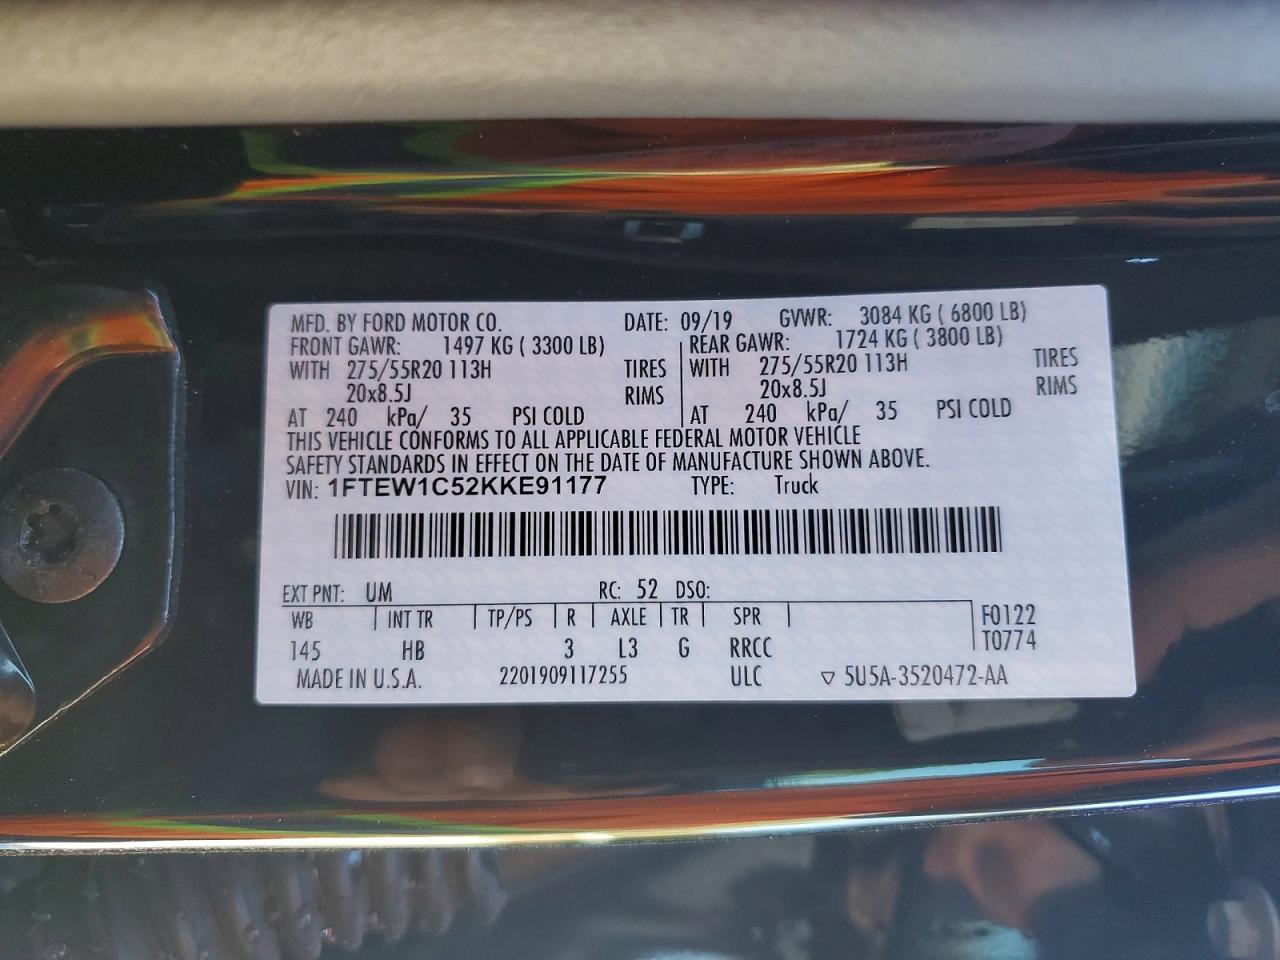 MFD. BY FORD MOTOR CO. DATE: 09/19 GVWR: 3084 KG ( 6800 LB)
FRONT GAWR: 1497 KG ( 3300 LB) REAR GAWR: 1724 KG ( 3800 LB)
WITH 275/55R20 113H TIRES WITH 275/55R20 113H TIRES
20x8.5J RIMS 20x8.5J RIMS
AT 240 kPa/ 35 PSI COLD AT 240 kPa/ 35 PSI COLD
THIS VEHICLE CONFORMS TO ALL APPLICABLE FEDERAL MOTOR VEHICLE
SAFETY STANDARDS IN EFFECT ON THE DATE OF MANUFACTURE SHOWN ABOVE.
VIN: 1FTEW1C52KKE91177 TYPE: Truck
EXT PNT: UM RC: 52 DSO:
WB INT TR TP/PS R AXLE TR SPR F0122
145 HB 3 L3 G RRCC T0774
MADE IN U.S.A. 2201909117255 ULC ▽ 5U5A-3520472-AA